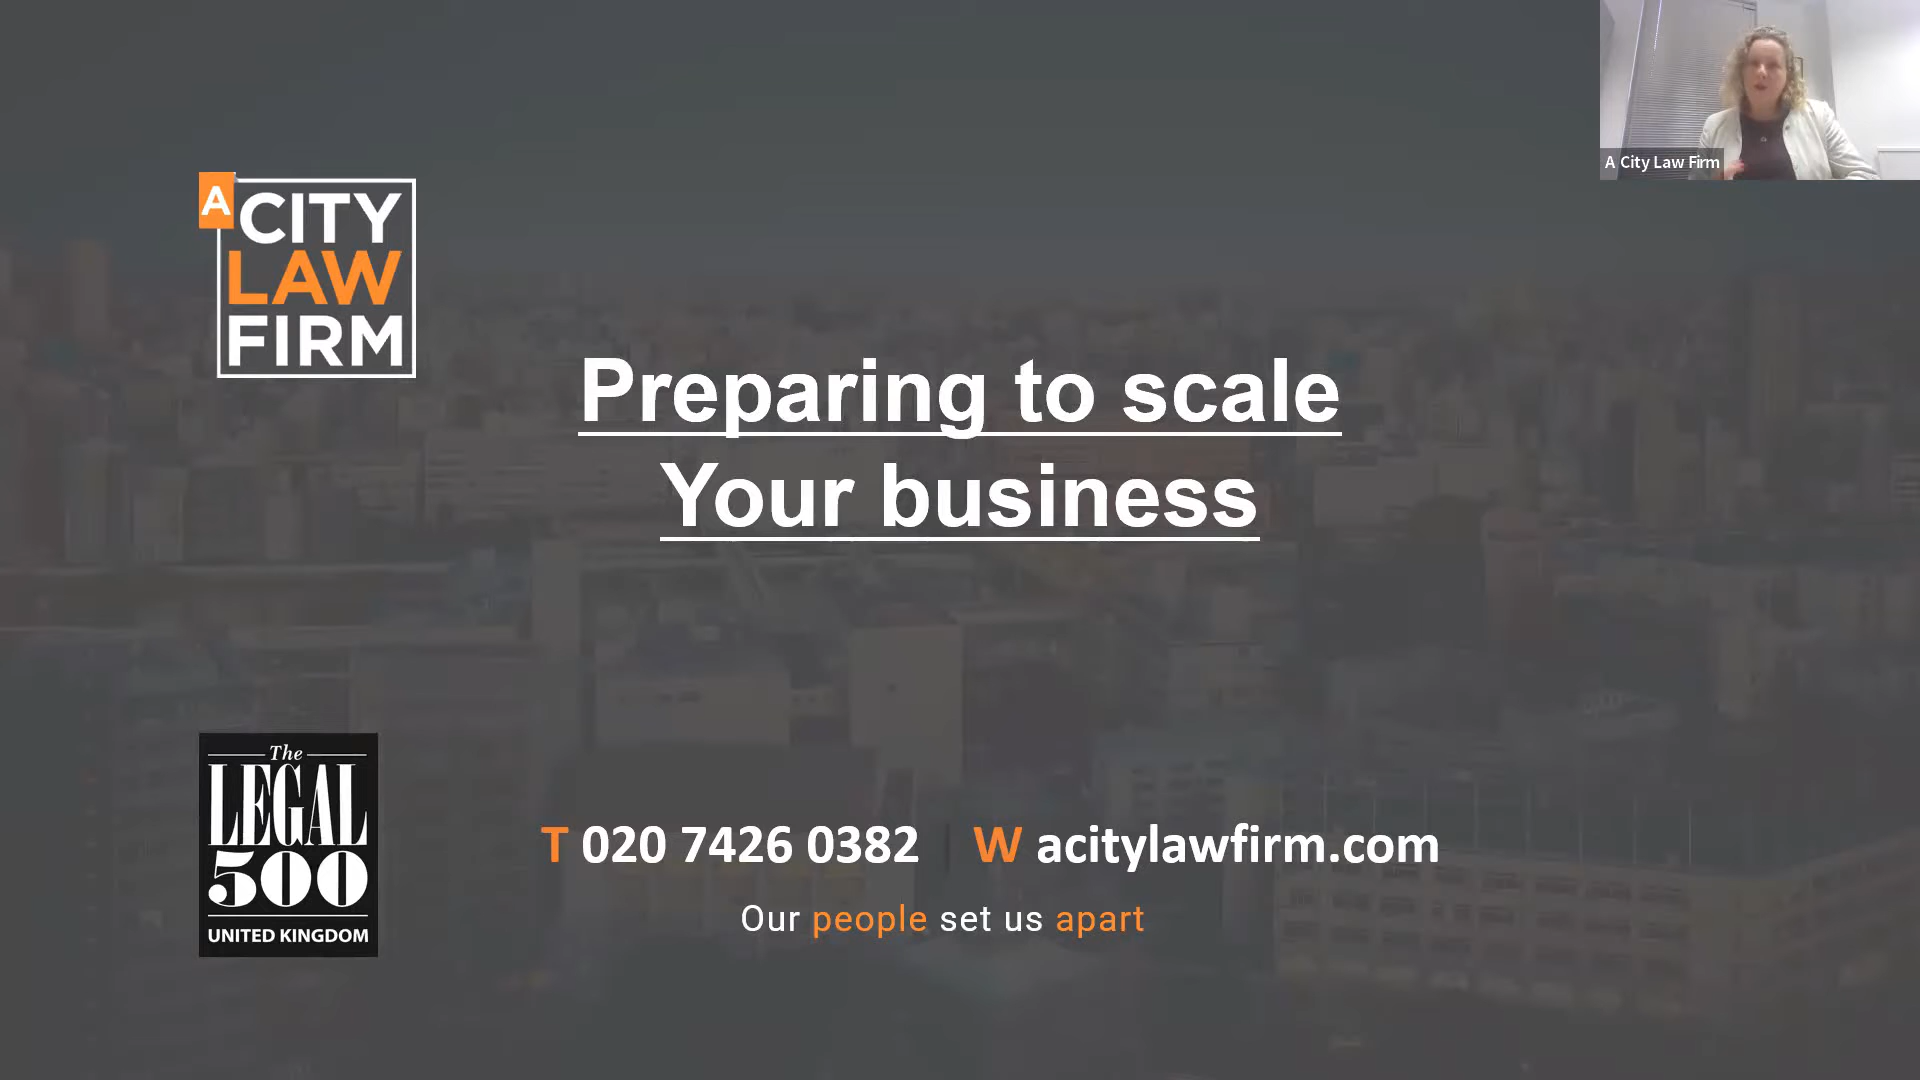 A CITY
LAW
FIRM
A City Law Firm
Preparing to scale
Your business
The
LEGAL
500
UNITED KINGDOM
T 020 7426 0382 W acitylawfirm.com
Our people set us apart